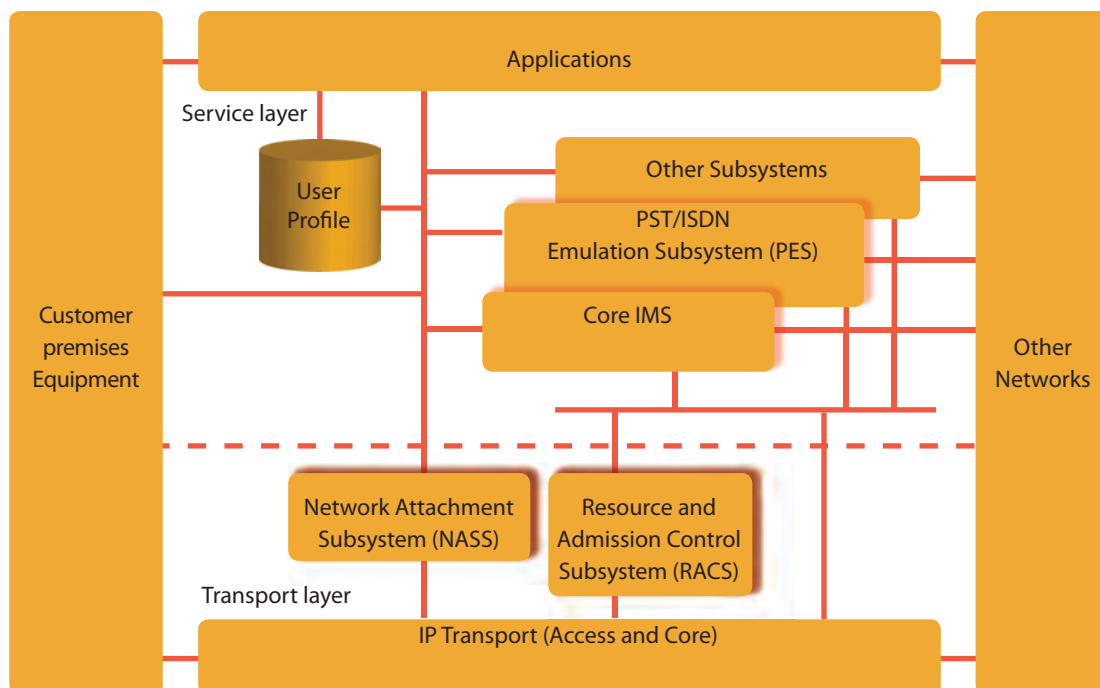 Applications
Service layer
User
Profile
Other Subsystems
PST/ISDN
Emulation Subsystem (PES)
Core IMS
Customer
premises
Equipment
Other
Networks
Network Attachment
Subsystem (NASS)
Resource and
Admission Control
Subsystem (RACS)
Transport layer
IP Transport (Access and Core)